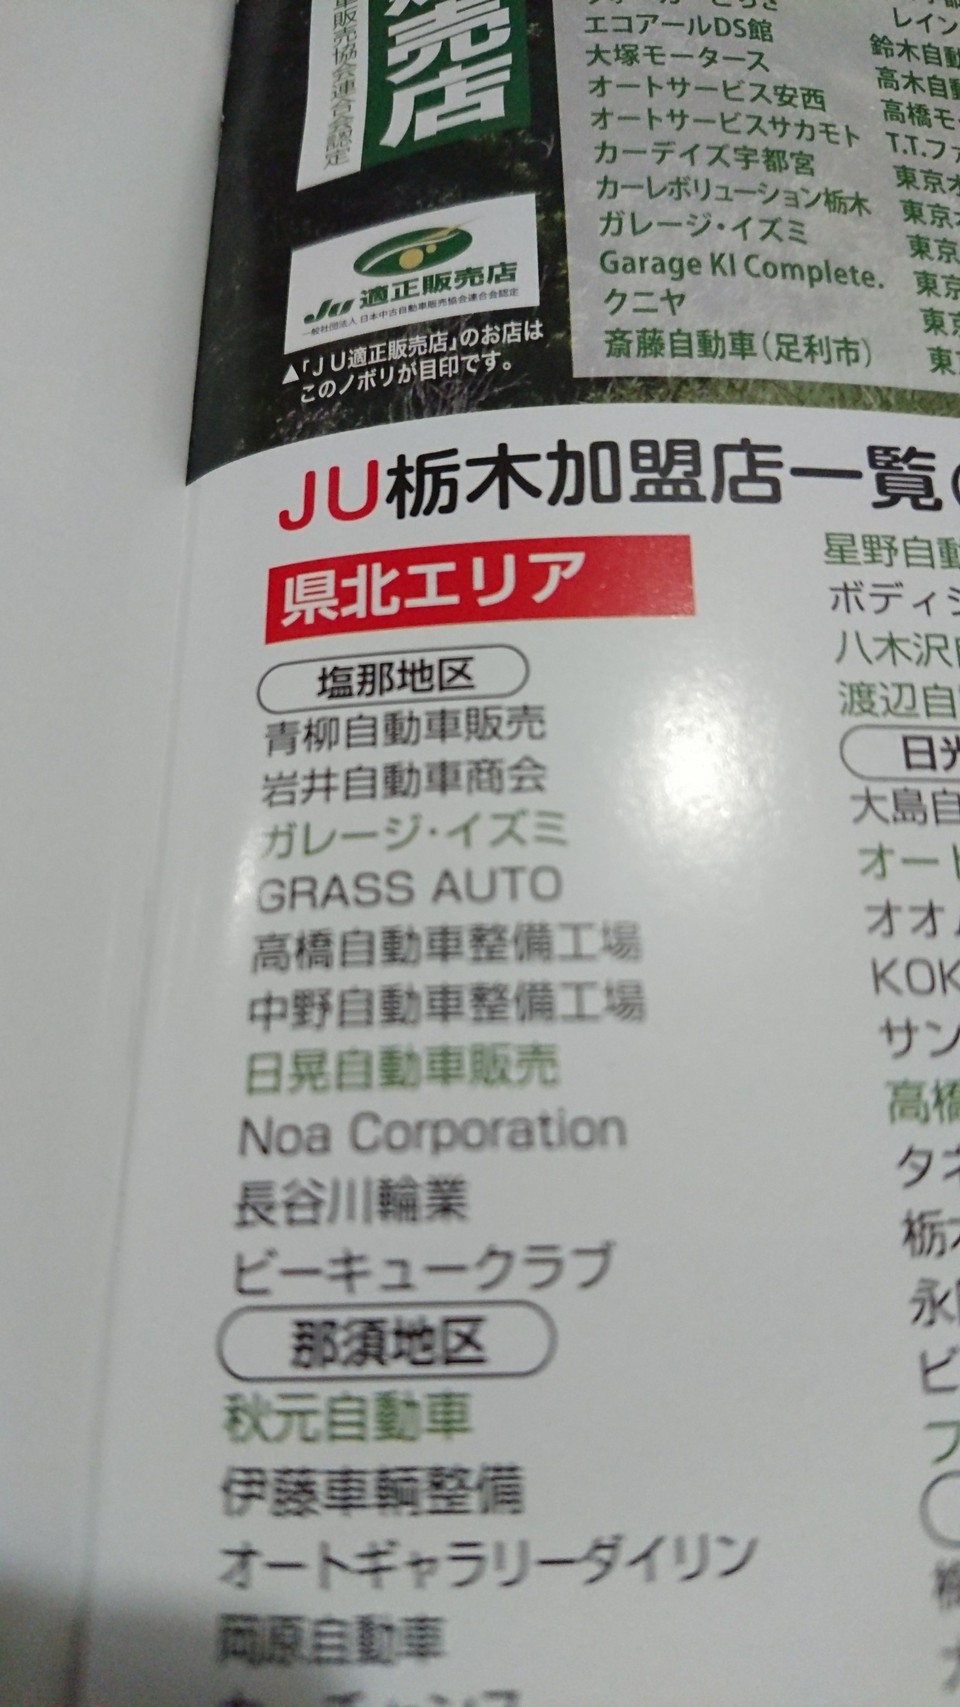 販売協会連合会認定
売店
エコアールDS館
大塚モータース
オートサービス安西
オートサービスサカモト
カーデイズ宇都宮
カーレボリューション栃木
ガレージ・イズミ
Garage KI Complete.
クニヤ
斎藤自動車(足利市)
レイン
鈴木自動
高木自動
高橋モ
T.T.フ
東京
東京
東京
東京
東京
東
JU 適正販売店
一般社団法人 日本中古自動車販売協会連合会認定
▲「JU適正販売店」のお店は
このノボリが目印です。
JU栃木加盟店一覧(
県北エリア
塩那地区
青柳自動車販売
岩井自動車商会
ガレージ・イズミ
GRASS AUTO
高橋自動車整備工場
中野自動車整備工場
日晃自動車販売
Noa Corporation
長谷川輪業
ビーキュークラブ
那須地区
秋元自動車
伊藤車輌整備
オートギャラリーダイリン
岡原自動車
星野自動
ボディ
八木沢
渡辺自
日光
大島自
オート
オオ
KOK
サン
高橋
タネ
栃木
永
ビ
フ